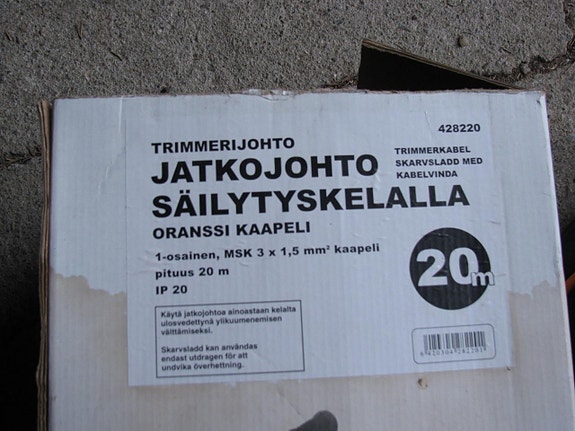 428220
TRIMMERIJOHTO
JATKOJOHTO
SÄILYTYSKELALLA
ORANSSI KAAPELI
TRIMMERKABEL
SKARVSLADD MED
KABELVINDA
1-osainen, MSK 3 x 1,5 mm² kaapeli
pituus 20 m
IP 20
20m
Käytä jatkojohtoa ainoastaan kelalta
ulosvedettynä ylikuumenemisen
välttämiseksi.
Skarvsladd kan användas
endast utdragen för att
undvika överhettning.